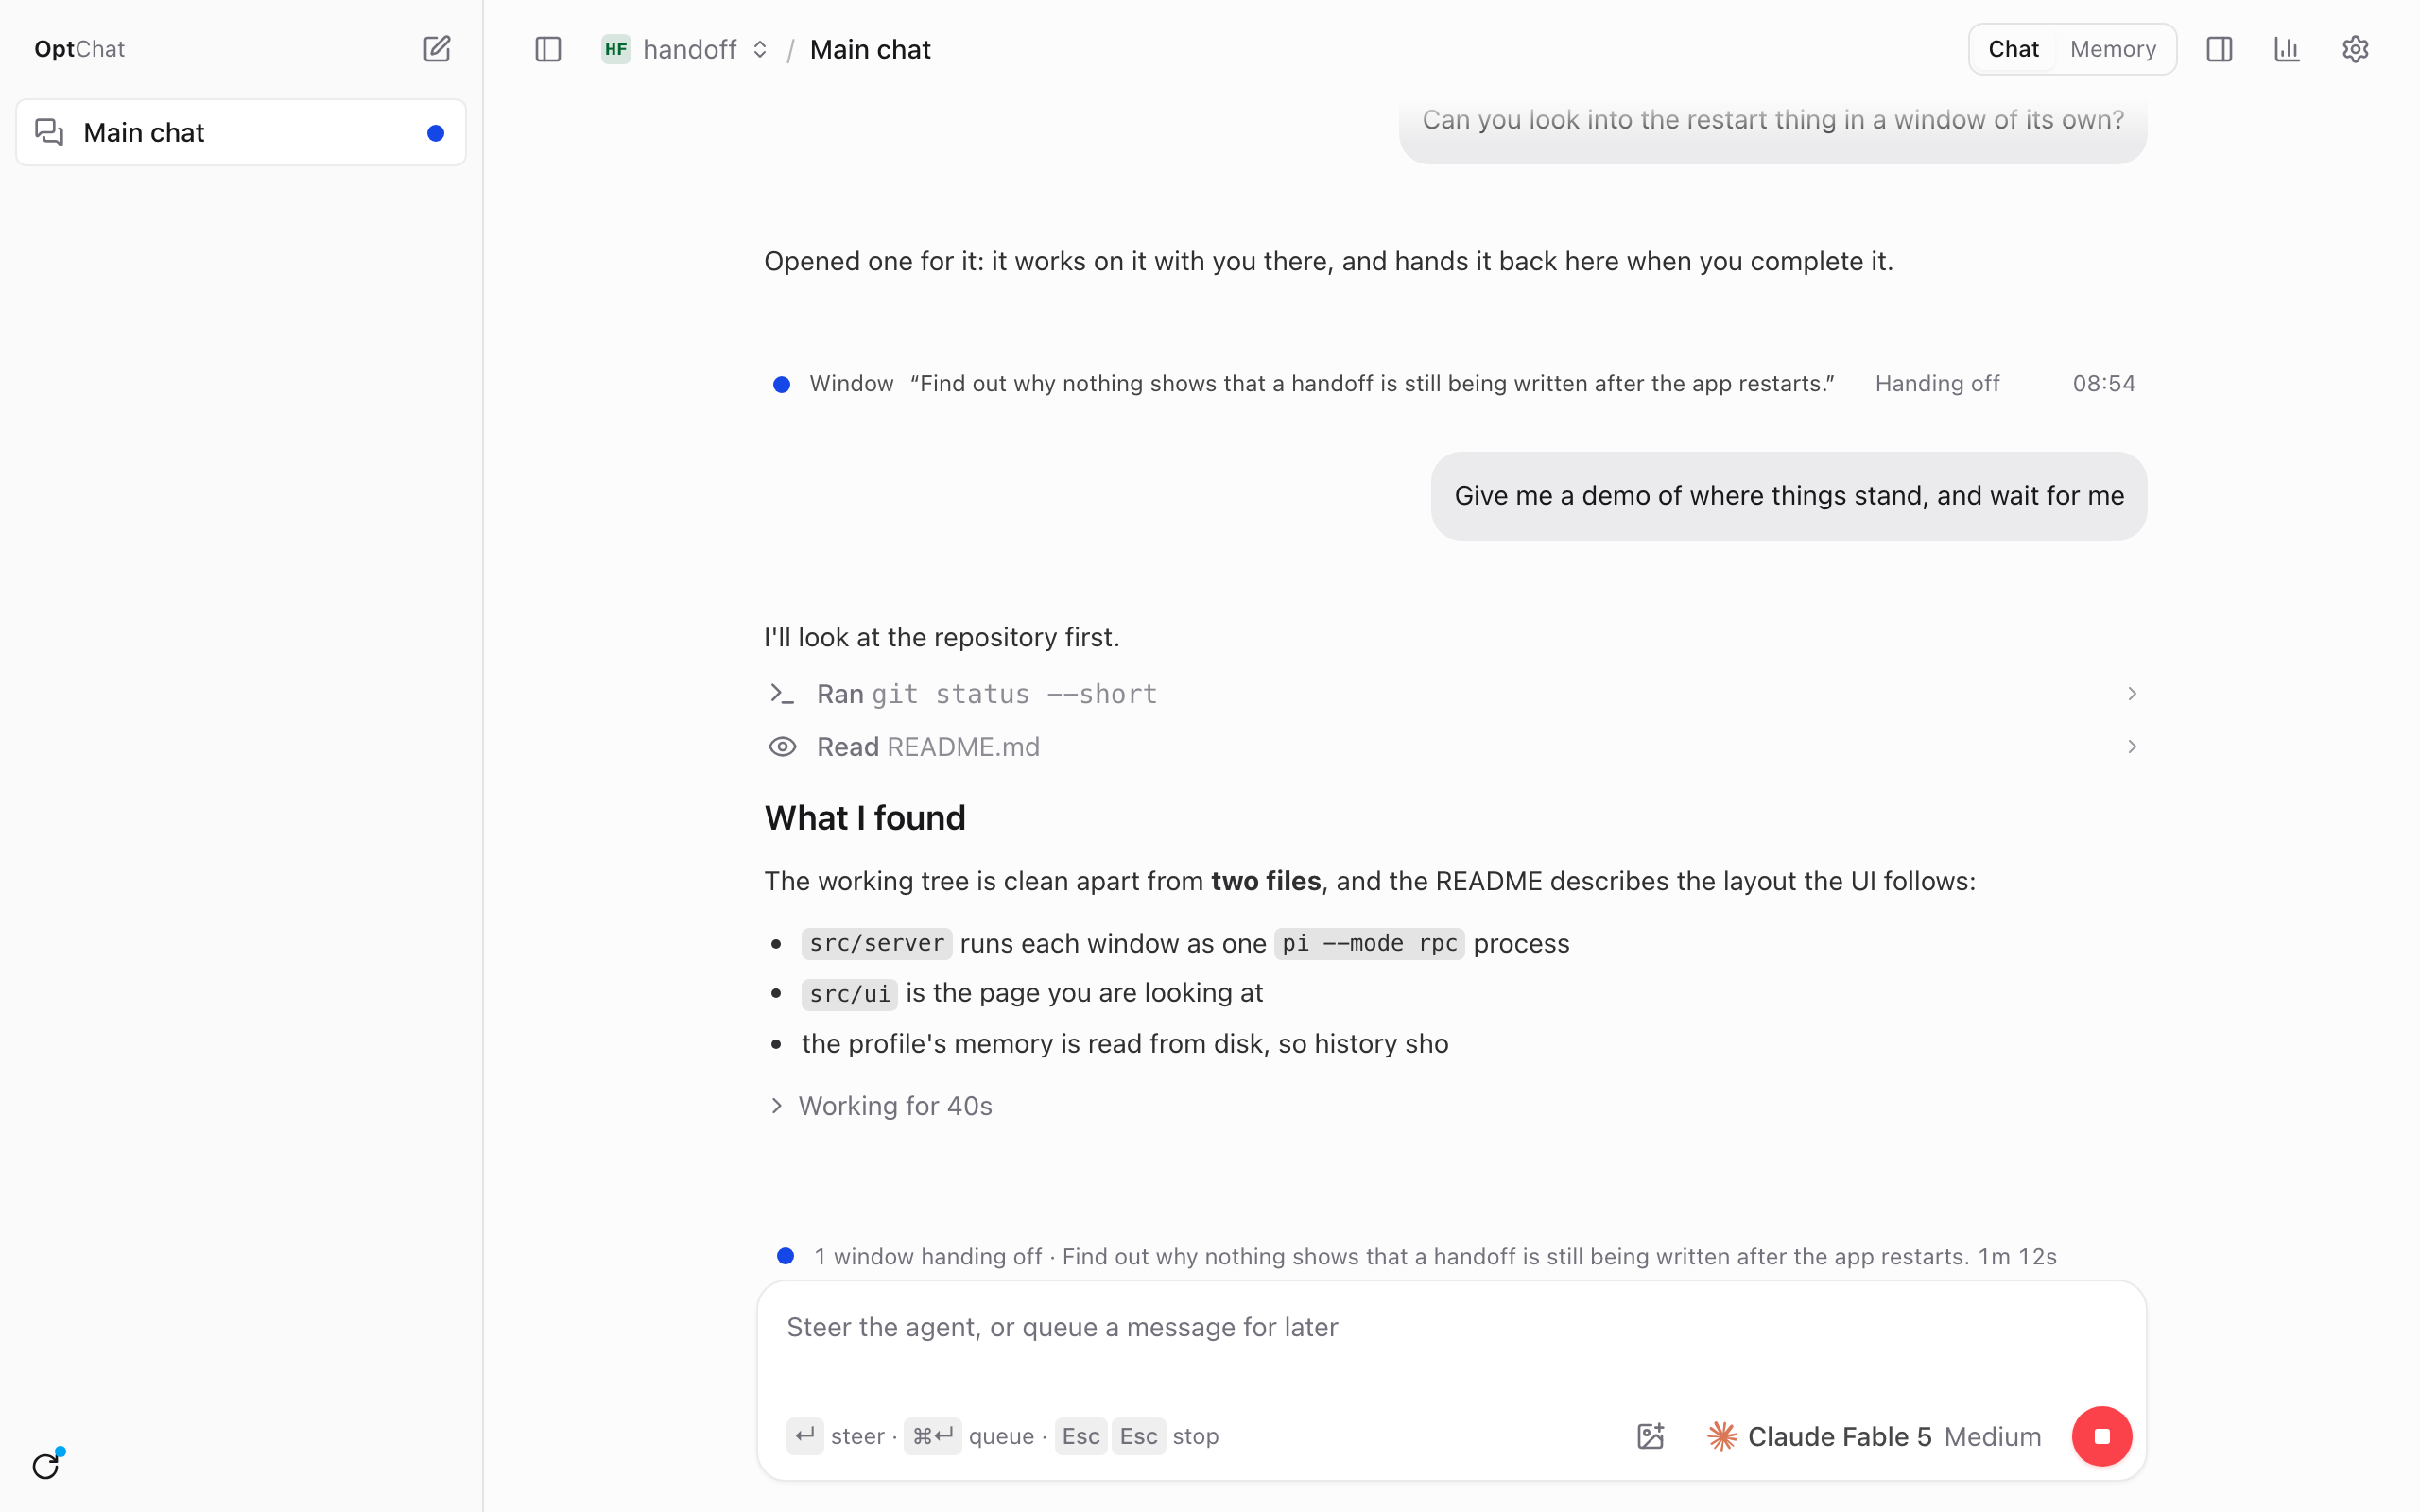 OptChat
HF handoff / Main chat
Chat Memory
Main chat
Can you look into the restart thing in a window of its own?
Opened one for it: it works on it with you there, and hands it back here when you complete it.
Window “Find out why nothing shows that a handoff is still being written after the app restarts.” Handing off 08:54
Give me a demo of where things stand, and wait for me
I'll look at the repository first.
Ran git status --short
Read README.md
What I found
The working tree is clean apart from two files, and the README describes the layout the UI follows:
src/server runs each window as one pi --mode rpc process
src/ui is the page you are looking at
the profile's memory is read from disk, so history sho
Working for 40s
1 window handing off · Find out why nothing shows that a handoff is still being written after the app restarts. 1m 12s
Steer the agent, or queue a message for later
↵ steer · ⌘↵ queue · Esc Esc stop
Claude Fable 5 Medium